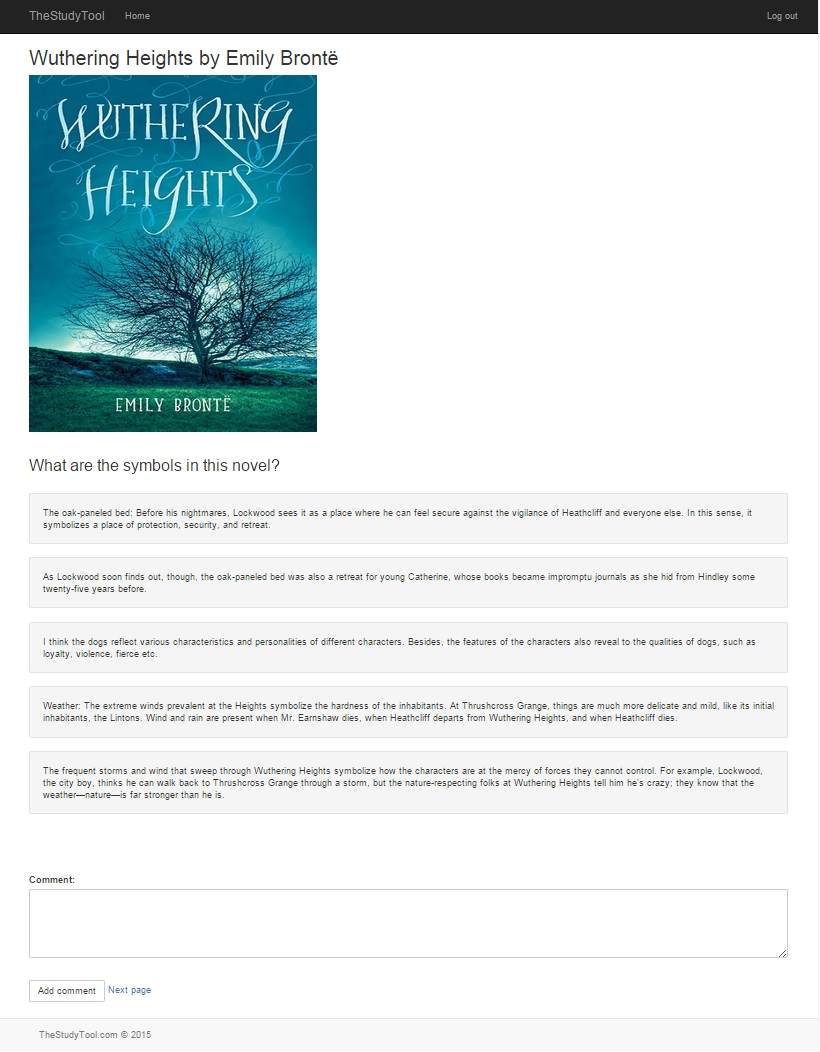 TheStudyTool Home Log out
Wuthering Heights by Emily Brontë
WUTHERING
HEIGHTS
EMILY BRONTË
What are the symbols in this novel?
The oak-paneled bed: Before his nightmares, Lockwood sees it as a place where he can feel secure against the vigilance of Heathcliff and everyone else. In this sense, it
symbolizes a place of protection, security, and retreat.
As Lockwood soon finds out, though, the oak-paneled bed was also a retreat for young Catherine, whose books became impromptu journals as she hid from Hindley some
twenty-five years before.
I think the dogs reflect various characteristics and personalities of different characters. Besides, the features of the characters also reveal to the qualities of dogs, such as
loyalty, violence, fierce etc.
Weather: The extreme winds prevalent at the Heights symbolize the hardness of the inhabitants. At Thrushcross Grange, things are much more delicate and mild, like its initial
inhabitants, the Lintons. Wind and rain are present when Mr. Earnshaw dies, when Heathcliff departs from Wuthering Heights, and when Heathcliff dies.
The frequent storms and wind that sweep through Wuthering Heights symbolize how the characters are at the mercy of forces they cannot control. For example, Lockwood,
the city boy, thinks he can walk back to Thrushcross Grange through a storm, but the nature-respecting folks at Wuthering Heights tell him he's crazy; they know that the
weather—nature—is far stronger than he is.
Comment:
Add comment Next page
TheStudyTool.com © 2015